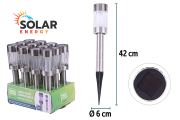 SOLAR
ENERGY
42 cm
Ø 6 cm